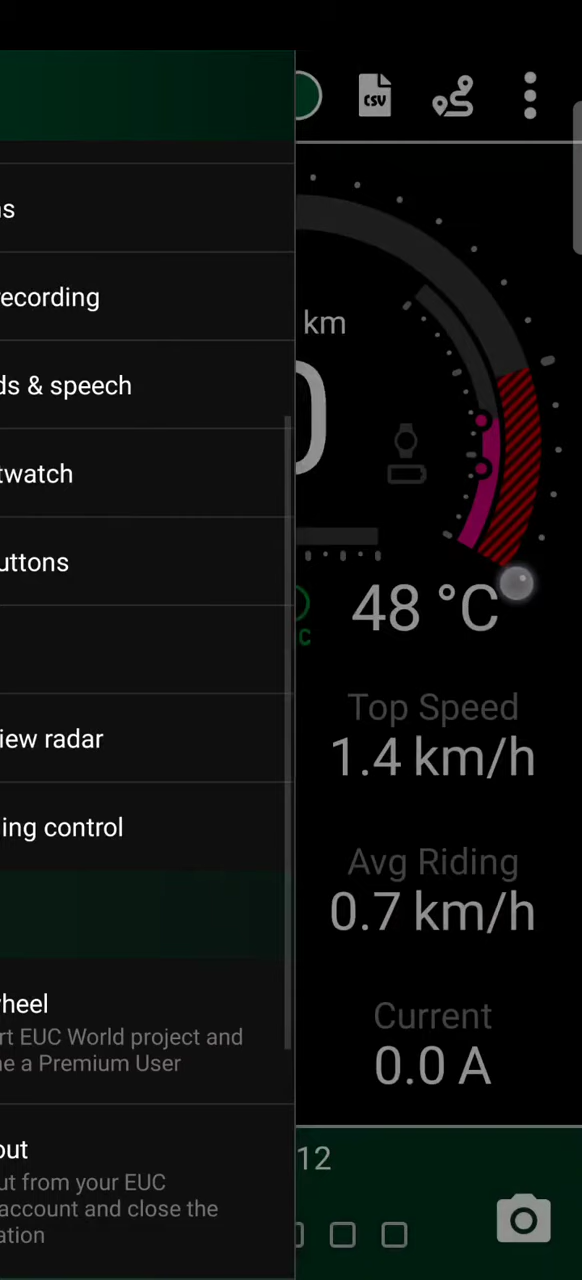 CSV
ns
recording
km
ds & speech
twatch
uttons
48 °C
C
Top Speed
iew radar
1.4 km/h
ing control
Avg Riding
0.7 km/h
wheel
rt EUC World project and
ne a Premium User
Current
0.0 A
out
ut from your EUC
account and close the
ation
12